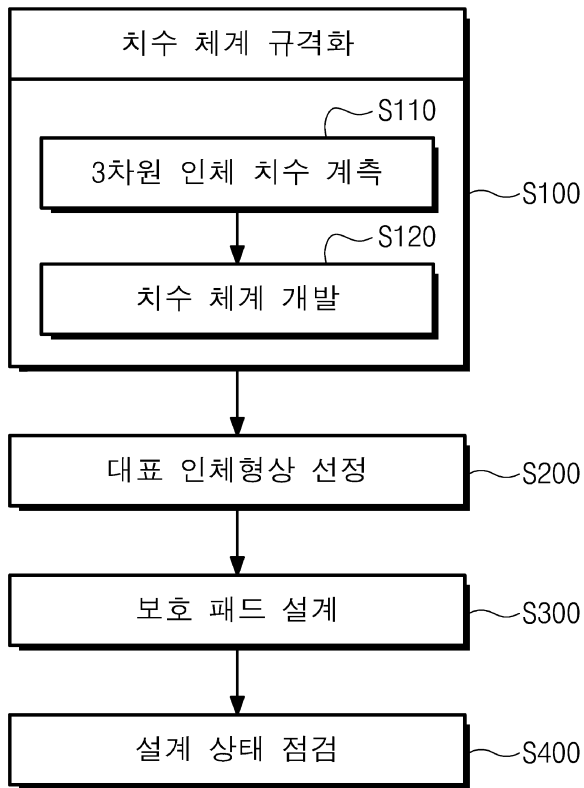 치수 체계 규격화
S110
3차원 인체 치수 계측
S100
S120
치수 체계 개발
대표 인체형상 선정
S200
보호 패드 설계
S300
설계 상태 점검
S400